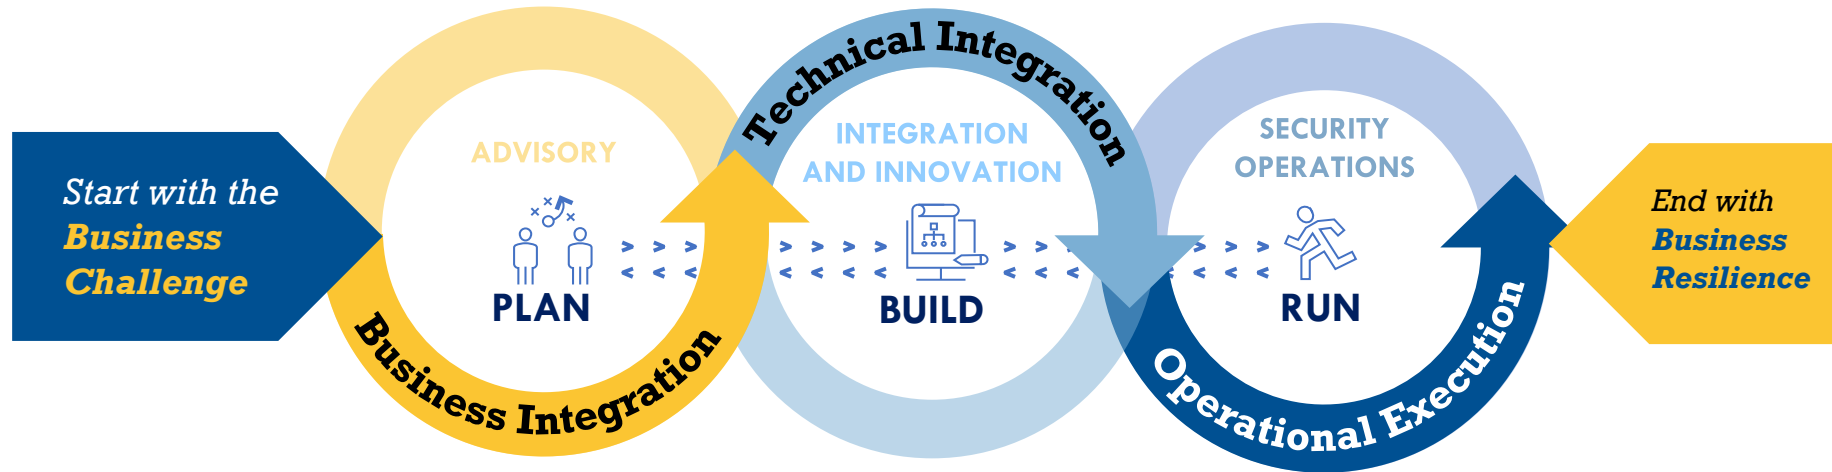 Start with the
Business
Challenge
ADVISORY
PLAN
Business Integration
Technical Integration
INTEGRATION
AND INNOVATION
BUILD
SECURITY
OPERATIONS
RUN
Operational Execution
End with
Business
Resilience